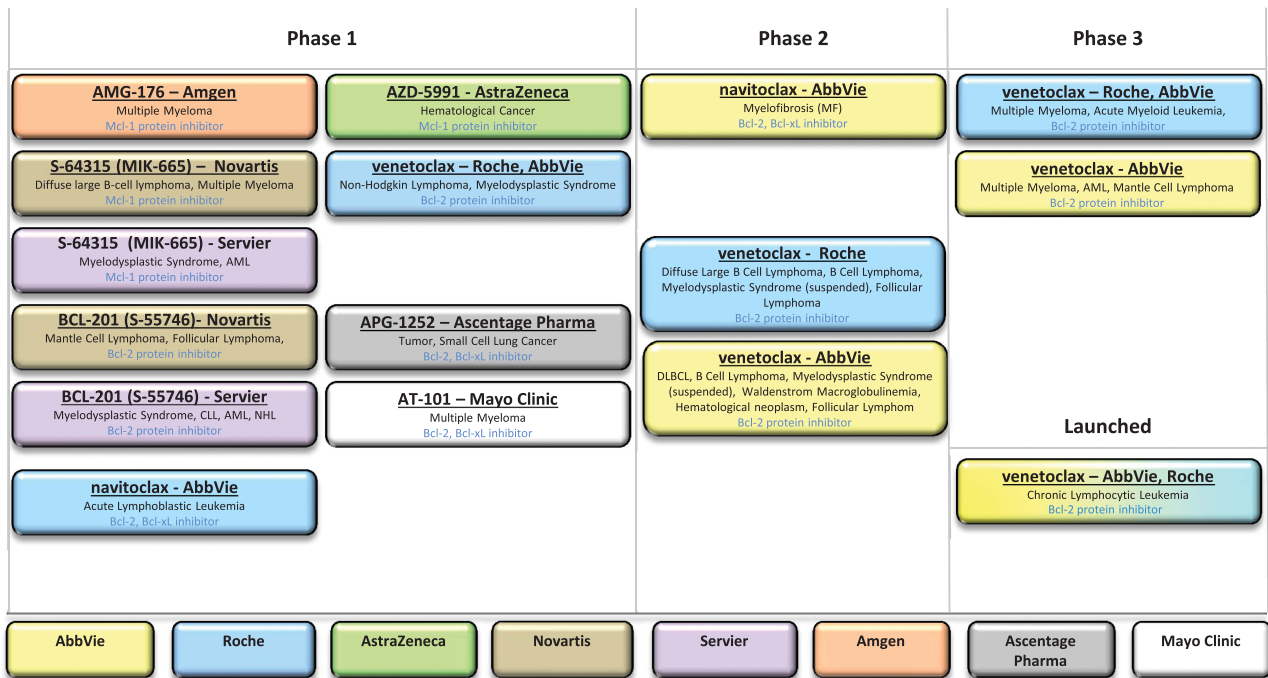 Phase 1
Phase 2
Phase 3
AMG-176 – Amgen
Multiple Myeloma
Mcl-1 protein inhibitor
AZD-5991 - AstraZeneca
Hematological Cancer
Mcl-1 protein inhibitor
navitoclax - AbbVie
Myelofibrosis (MF)
Bcl-2, Bcl-xL inhibitor
venetoclax – Roche, AbbVie
Multiple Myeloma, Acute Myeloid Leukemia,
Bcl-2 protein inhibitor
S-64315 (MIK-665) – Novartis
Diffuse large B-cell lymphoma, Multiple Myeloma
Mcl-1 protein inhibitor
venetoclax – Roche, AbbVie
Non-Hodgkin Lymphoma, Myelodysplastic Syndrome
Bcl-2 protein inhibitor
venetoclax - AbbVie
Multiple Myeloma, AML, Mantle Cell Lymphoma
Bcl-2 protein inhibitor
S-64315 (MIK-665) - Servier
Myelodysplastic Syndrome, AML
Mcl-1 protein inhibitor
venetoclax - Roche
Diffuse Large B Cell Lymphoma, B Cell Lymphoma,
Myelodysplastic Syndrome (suspended), Follicular
Lymphoma
Bcl-2 protein inhibitor
BCL-201 (S-55746)- Novartis
Mantle Cell Lymphoma, Follicular Lymphoma,
Bcl-2 protein inhibitor
APG-1252 – Ascentage Pharma
Tumor, Small Cell Lung Cancer
Bcl-2, Bcl-xL inhibitor
venetoclax - AbbVie
DLBCL, B Cell Lymphoma, Myelodysplastic Syndrome
(suspended), Waldenstrom Macroglobulinemia,
Hematological neoplasm, Follicular Lymphom
Bcl-2 protein inhibitor
BCL-201 (S-55746) - Servier
Myelodysplastic Syndrome, CLL, AML, NHL
Bcl-2 protein inhibitor
AT-101 – Mayo Clinic
Multiple Myeloma
Bcl-2, Bcl-xL inhibitor
Launched
navitoclax - AbbVie
Acute Lymphoblastic Leukemia
Bcl-2, Bcl-xL inhibitor
venetoclax – AbbVie, Roche
Chronic Lymphocytic Leukemia
Bcl-2 protein inhibitor
AbbVie
Roche
AstraZeneca
Novartis
Servier
Amgen
Ascentage
Pharma
Mayo Clinic